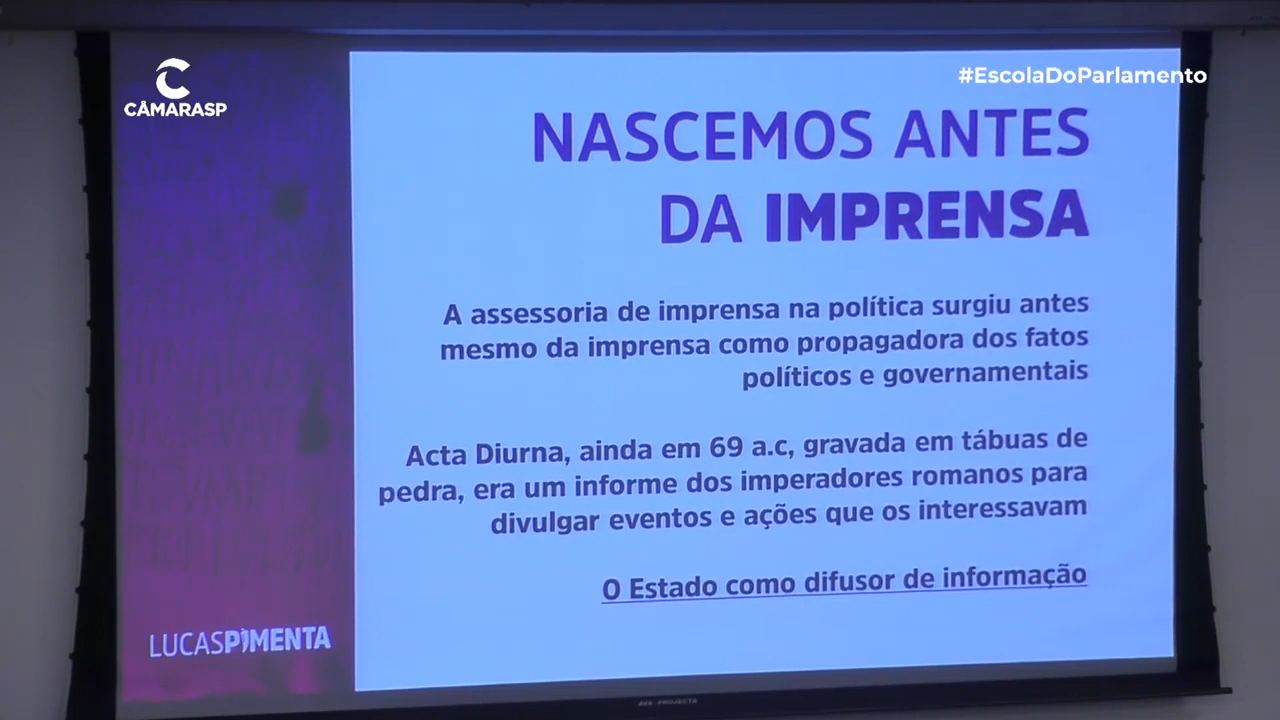 CÂMARASP
#EscolaDoParlamento
NASCEMOS ANTES
DA IMPRENSA
A assessoria de imprensa na política surgiu antes
mesmo da imprensa como propagadora dos fatos
políticos e governamentais
Acta Diurna, ainda em 69 a.c, gravada em tábuas de
pedra, era um informe dos imperadores romanos para
divulgar eventos e ações que os interessavam
O Estado como difusor de informação
LUCASPIMENTA